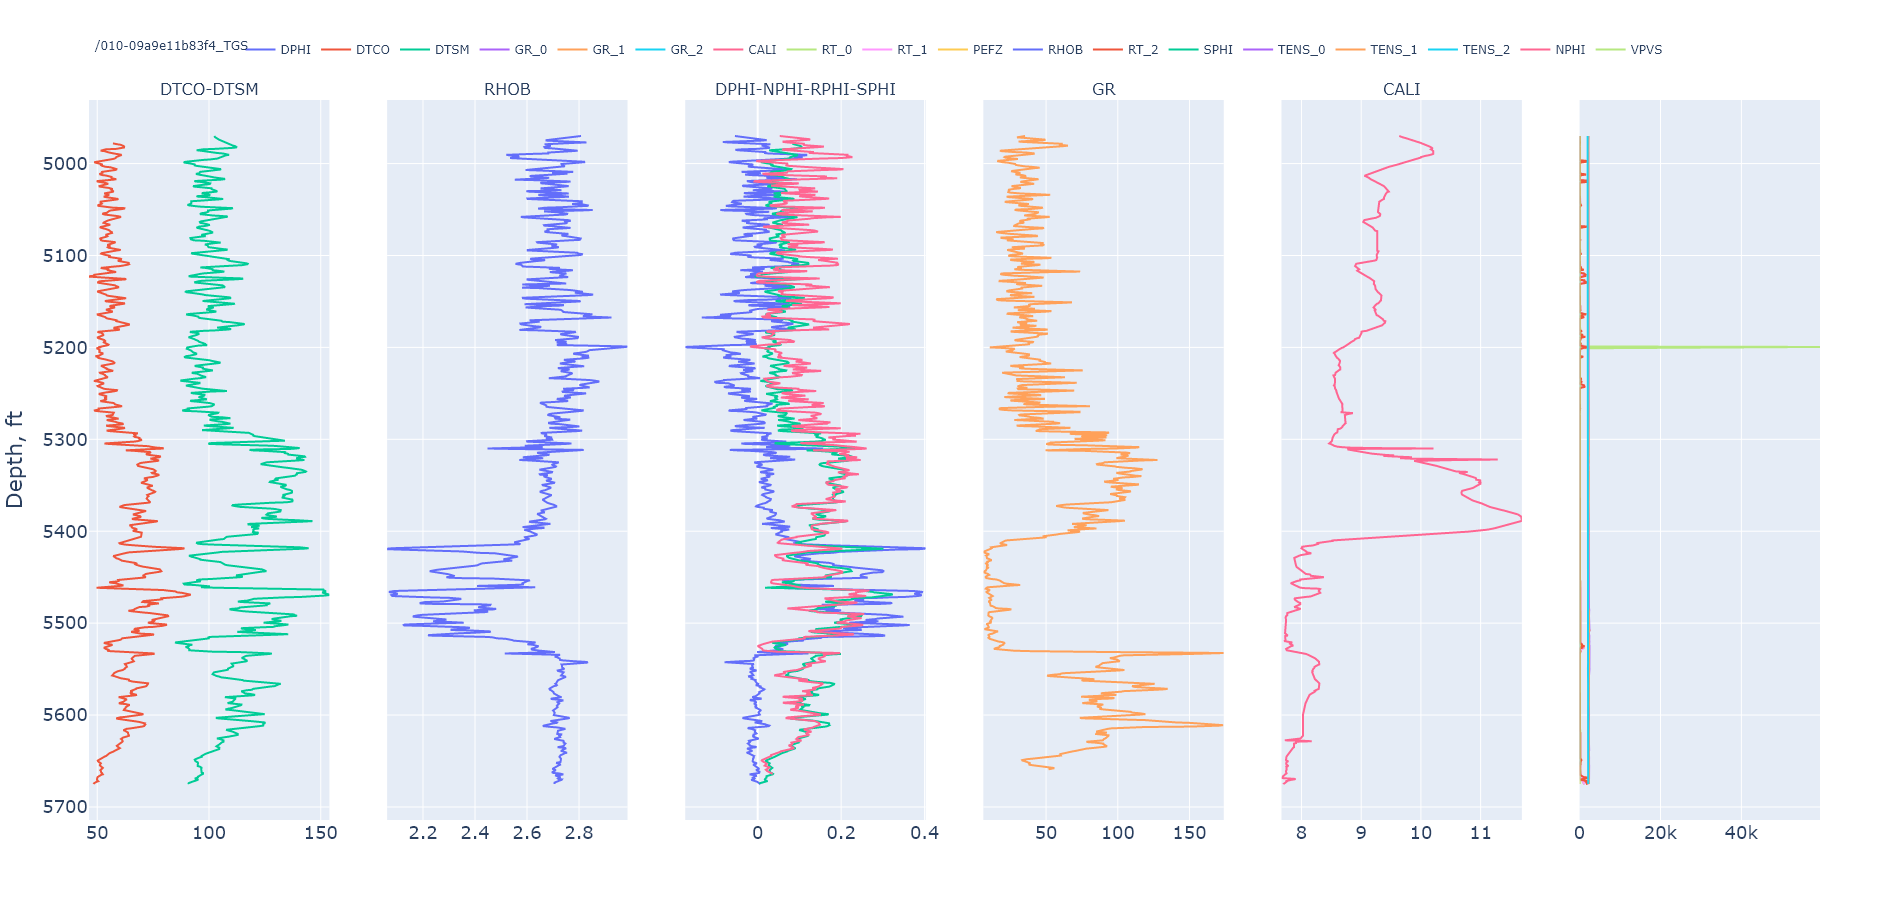 /010-09a9e11b83f4_TGS DPHI DTCO DTSM GR_0 GR_1 GR_2 CALI RT_0 RT_1 PEFZ RHOB RT_2 SPHI TENS_0 TENS_1 TENS_2 NPHI VPVS
DTCO-DTSM RHOB DPHI-NPHI-RPHI-SPHI GR CALI
Depth, ft
5000
5100
5200
5300
5400
5500
5600
5700
50 100 150 2.2 2.4 2.6 2.8 0 0.2 0.4 50 100 150 8 9 10 11 0 20k 40k